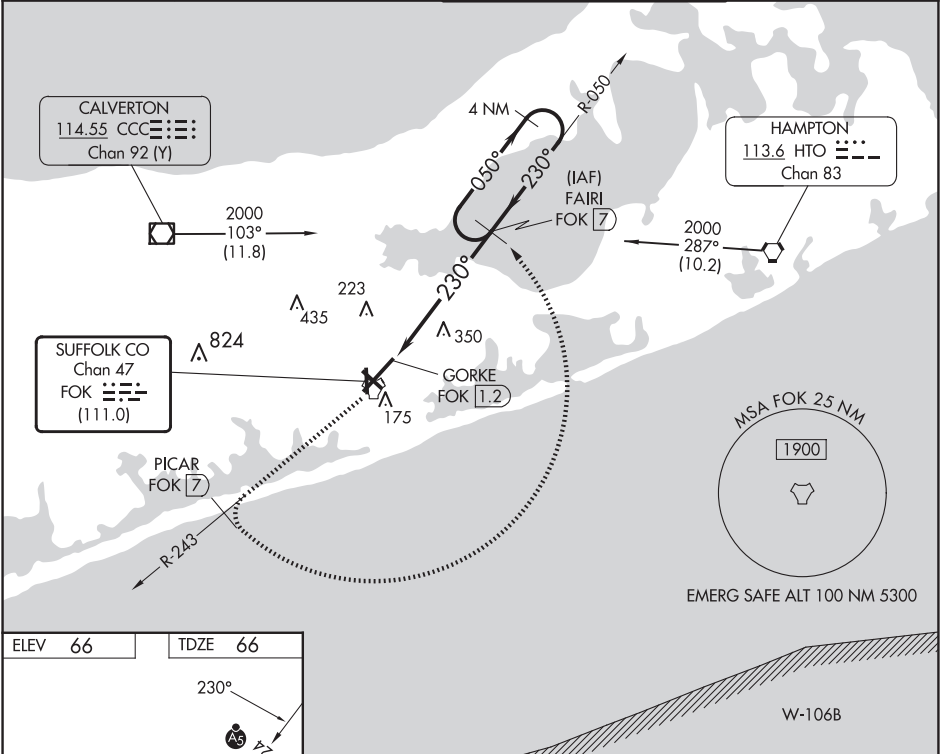 CALVERTON
114.55 CCC
Chan 92 (Y)
4 NM
R-050
HAMPTON
113.6 HTO
Chan 83
050°
230°
(IAF)
FAIRI
FOK 7
2000
103°
(11.8)
2000
287°
(10.2)
230°
223
435
350
824
SUFFOLK CO
Chan 47
FOK
(111.0)
GORKE
FOK 1.2
175
MSA FOK 25 NM
1900
PICAR
FOK 7
R-243
EMERG SAFE ALT 100 NM 5300
ELEV 66
TDZE 66
230°
A5
24
W-106B